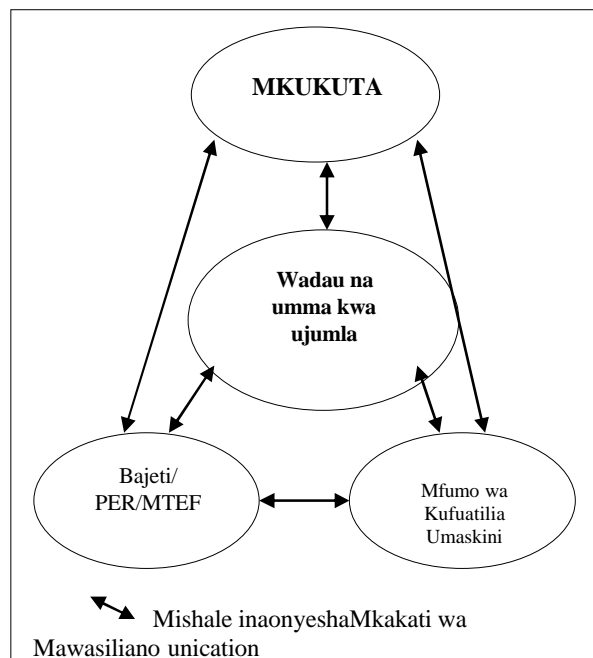 MKUKUTA
Wadau na
umma kwa
ujumla
Bajeti/
PER/MTEF
Mfumo wa
Kufuatilia
Umaskini
Mishale inaonyeshaMkakati wa
Mawasiliano unication